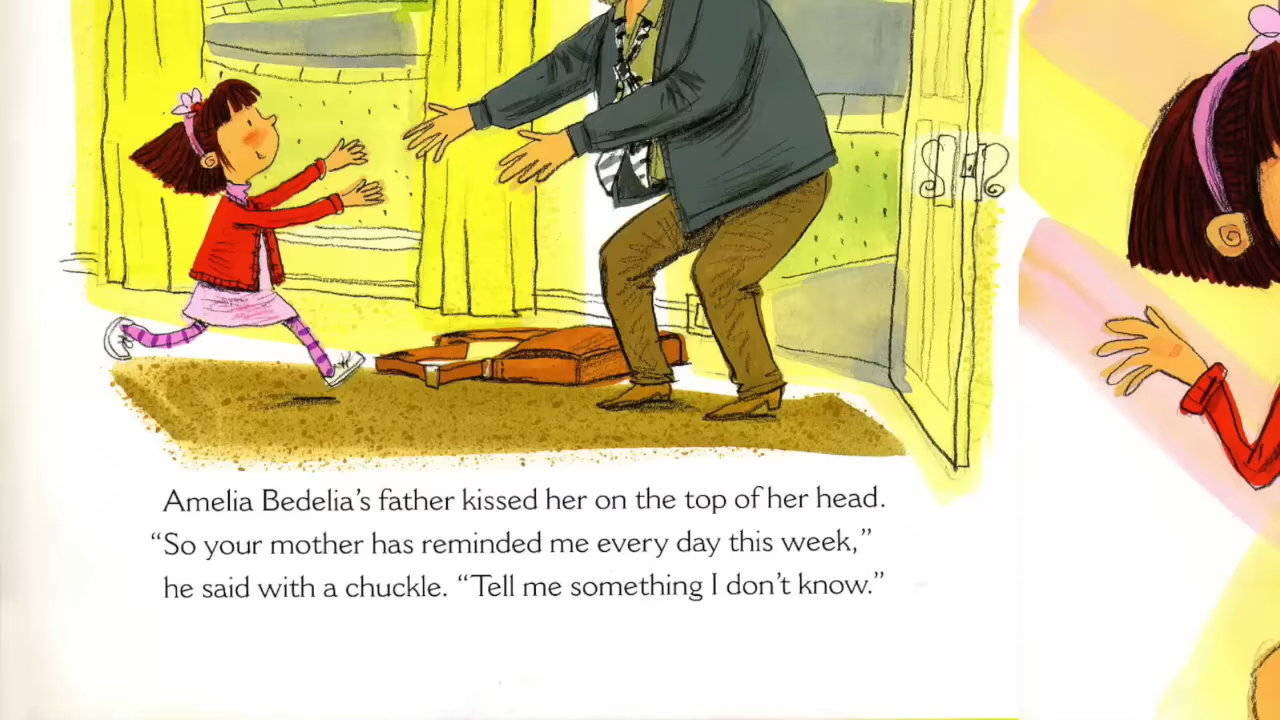 Amelia Bedelia’s father kissed her on the top of her head.
“So your mother has reminded me every day this week,”
he said with a chuckle. “Tell me something I don’t know.”